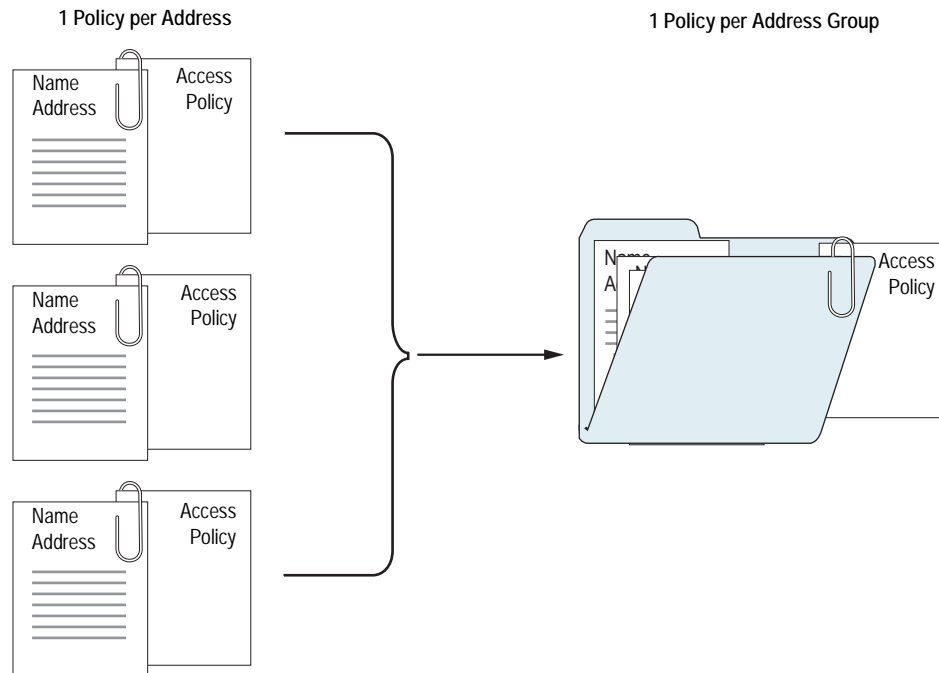 1 Policy per Address
1 Policy per Address Group
Name
Address
Access
Policy
Name
Address
Access
Policy
Name
Address
Access
Policy
Access
Policy